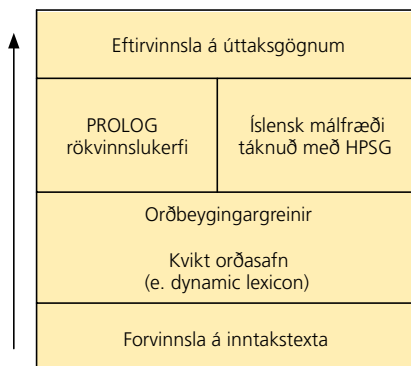 Eftirvinnsla á úttaksgögnum
PROLOG
rökvinnslukerfi
Íslensk málfræði
táknuð með HPSG
Orðbeygingargreinir
Kvikt orðasafn
(e. dynamic lexicon)
Forvinnsla á inntakstexta